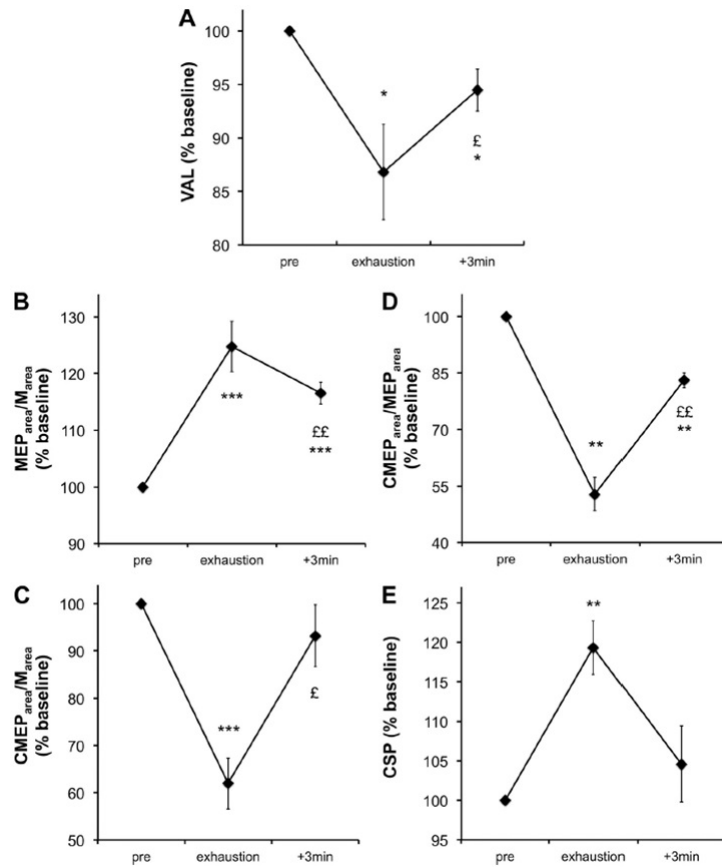 A
VAL (% baseline)
100
95
90
85
80
*
£
*
pre exhaustion +3min
B
MEParea/Marea
(% baseline)
130
120
110
100
90
***
££
***
pre exhaustion +3min
D
CMEParea/MEParea
(% baseline)
100
85
70
55
40
**
££
**
pre exhaustion +3min
C
CMEParea/Marea
(% baseline)
100
90
80
70
60
50
***
£
pre exhaustion +3min
E
CSP (% baseline)
125
120
115
110
105
100
95
**
pre exhaustion +3min